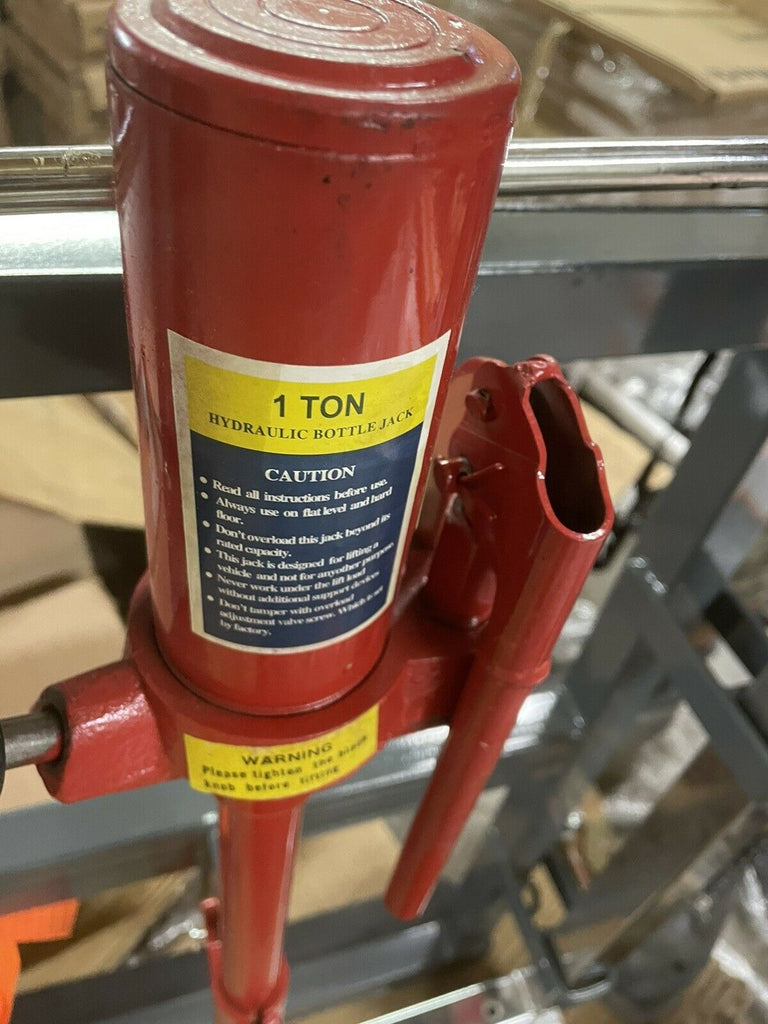 1 TON
HYDRAULIC BOTTLE JACK
CAUTION
• Read all instructions before use.
• Always use on flat level and hard
floor.
• Don't overload this jack beyond its
rated capacity.
• This jack is designed for lifting a
vehicle and not for anyother purpose.
• Never work under the lift load
without additional support devices
• Don't tamper with overload
adjustment valve screw. Which is set
by factory.
WARNING
Please tighten the black
knob before lifting